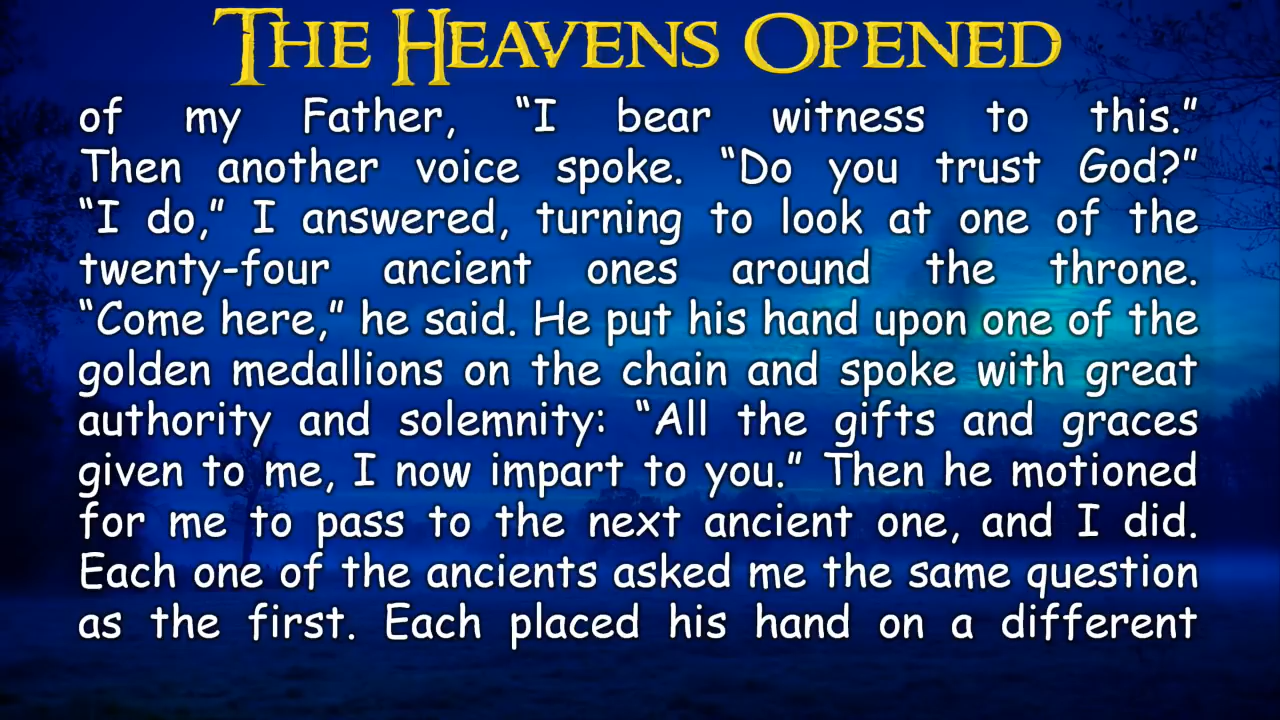 THE HEAVENS OPENED
of my Father, “I bear witness to this.”
Then another voice spoke. “Do you trust God?”
“I do,” I answered, turning to look at one of the
twenty-four ancient ones around the throne.
“Come here,” he said. He put his hand upon one of the
golden medallions on the chain and spoke with great
authority and solemnity: “All the gifts and graces
given to me, I now impart to you.” Then he motioned
for me to pass to the next ancient one, and I did.
Each one of the ancients asked me the same question
as the first. Each placed his hand on a different